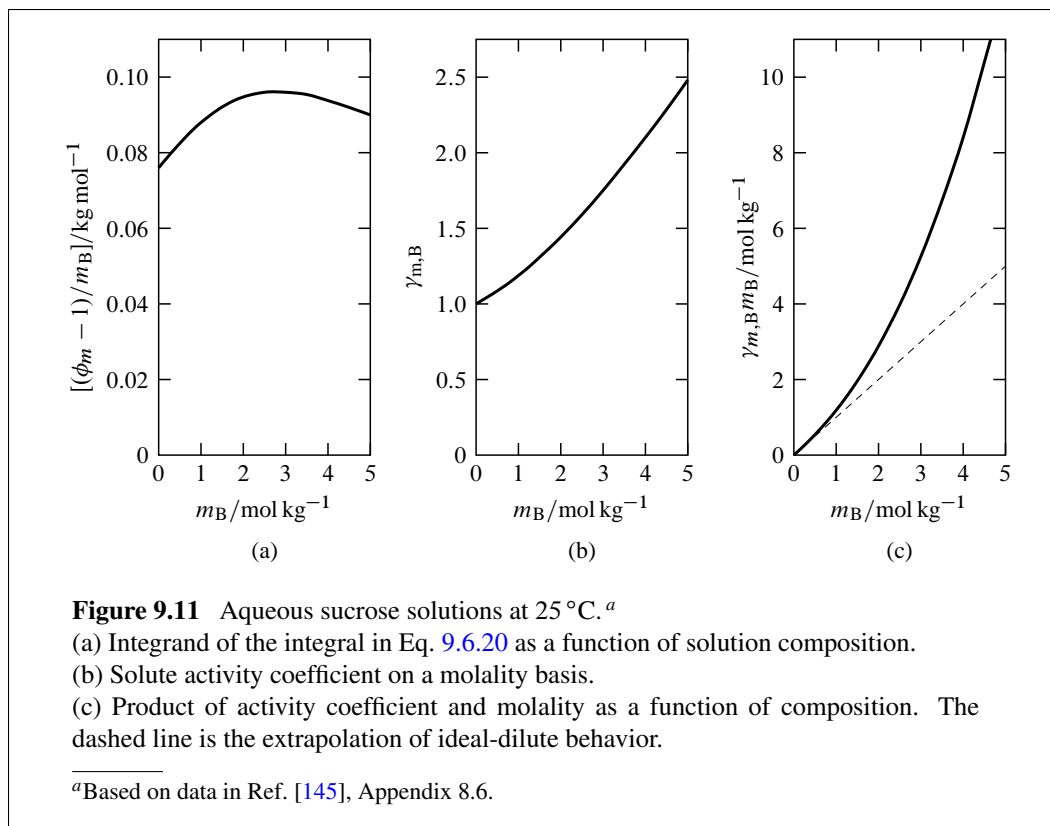 0.10
0.08
0.06
0.04
0.02
0
[(ϕm − 1)/mB]/kg mol−1
0 1 2 3 4 5
mB/mol kg−1
(a)
2.5
2.0
1.5
1.0
0.5
0
γm,B
0 1 2 3 4 5
mB/mol kg−1
(b)
10
8
6
4
2
0
γm,BmB/mol kg−1
0 1 2 3 4 5
mB/mol kg−1
(c)
Figure 9.11 Aqueous sucrose solutions at 25 °C. a
(a) Integrand of the integral in Eq. 9.6.20 as a function of solution composition.
(b) Solute activity coefficient on a molality basis.
(c) Product of activity coefficient and molality as a function of composition. The
dashed line is the extrapolation of ideal-dilute behavior.
aBased on data in Ref. [145], Appendix 8.6.